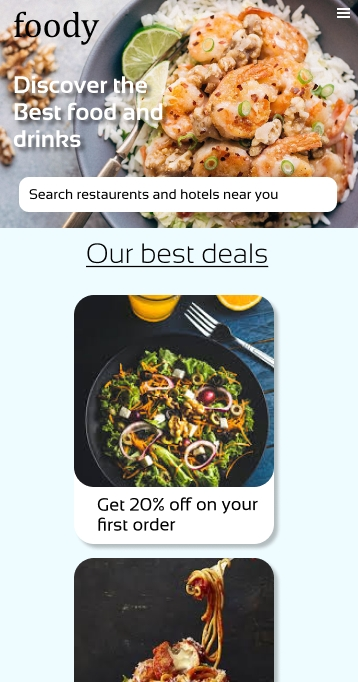 foody
Discover the
Best food and
drinks
Search restaurents and hotels near you
Our best deals
Get 20% off on your
first order